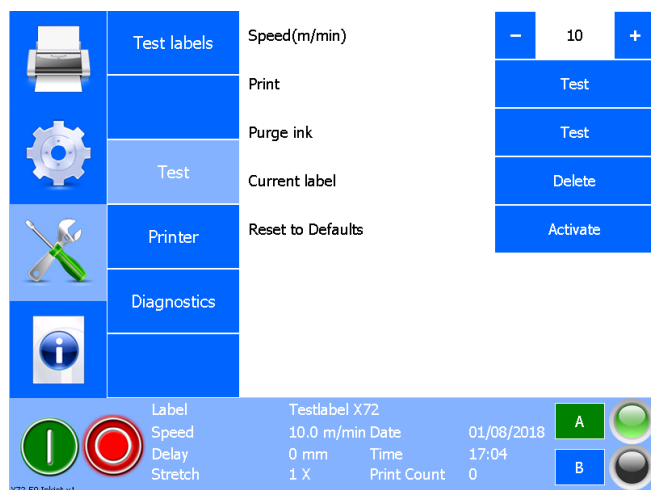 Test labels
Test
Printer
Diagnostics
Speed(m/min) − 10 +
Print Test
Purge ink Test
Current label Delete
Reset to Defaults Activate
Label Testlabel X72
Speed 10.0 m/min Date 01/08/2018
Delay 0 mm Time 17:04
Stretch 1 X Print Count 0
A
B